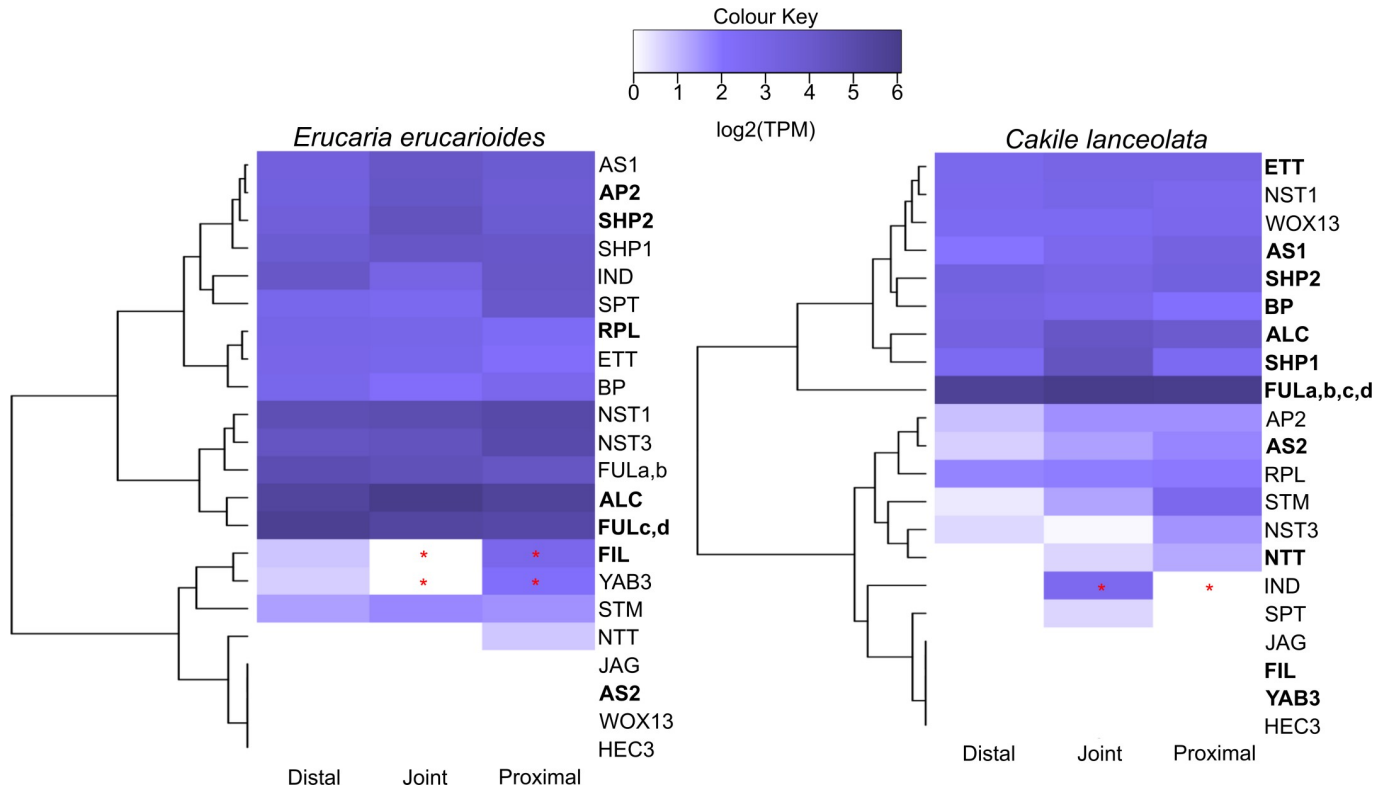 Colour Key
0 1 2 3 4 5 6
log2(TPM)
Erucaria erucarioides
AS1
AP2
SHP2
SHP1
IND
SPT
RPL
ETT
BP
NST1
NST3
FULa,b
ALC
FULc,d
FIL
* *
YAB3
* *
STM
NTT
JAG
AS2
WOX13
HEC3
Distal Joint Proximal
Cakile lanceolata
ETT
NST1
WOX13
AS1
SHP2
BP
ALC
SHP1
FULa,b,c,d
AP2
AS2
RPL
STM
NST3
NTT
IND
* *
SPT
JAG
FIL
YAB3
HEC3
Distal Joint Proximal